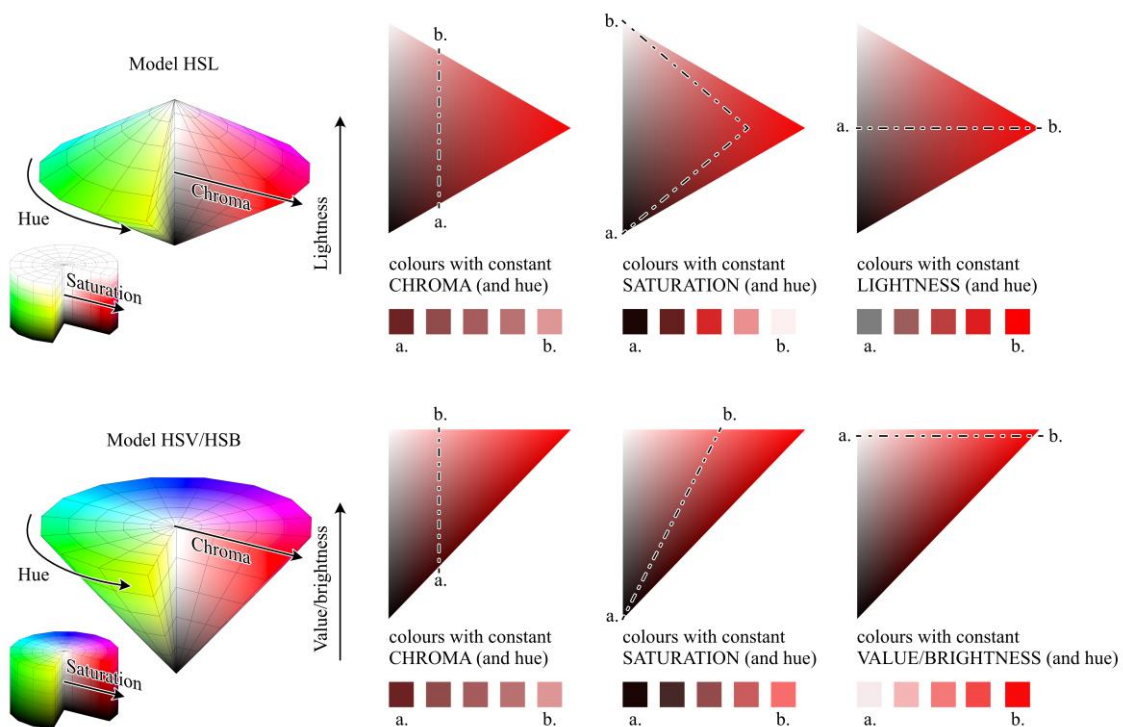 Model HSL
Hue
Chroma
Saturation
Lightness
b.
a.
colours with constant
CHROMA (and hue)
a.
b.
b.
a.
colours with constant
SATURATION (and hue)
a.
b.
a.
b.
colours with constant
LIGHTNESS (and hue)
a.
b.
Model HSV/HSB
Hue
Chroma
Saturation
Value/brightness
b.
a.
colours with constant
CHROMA (and hue)
a.
b.
b.
a.
colours with constant
SATURATION (and hue)
a.
b.
a.
b.
colours with constant
VALUE/BRIGHTNESS (and hue)
a.
b.